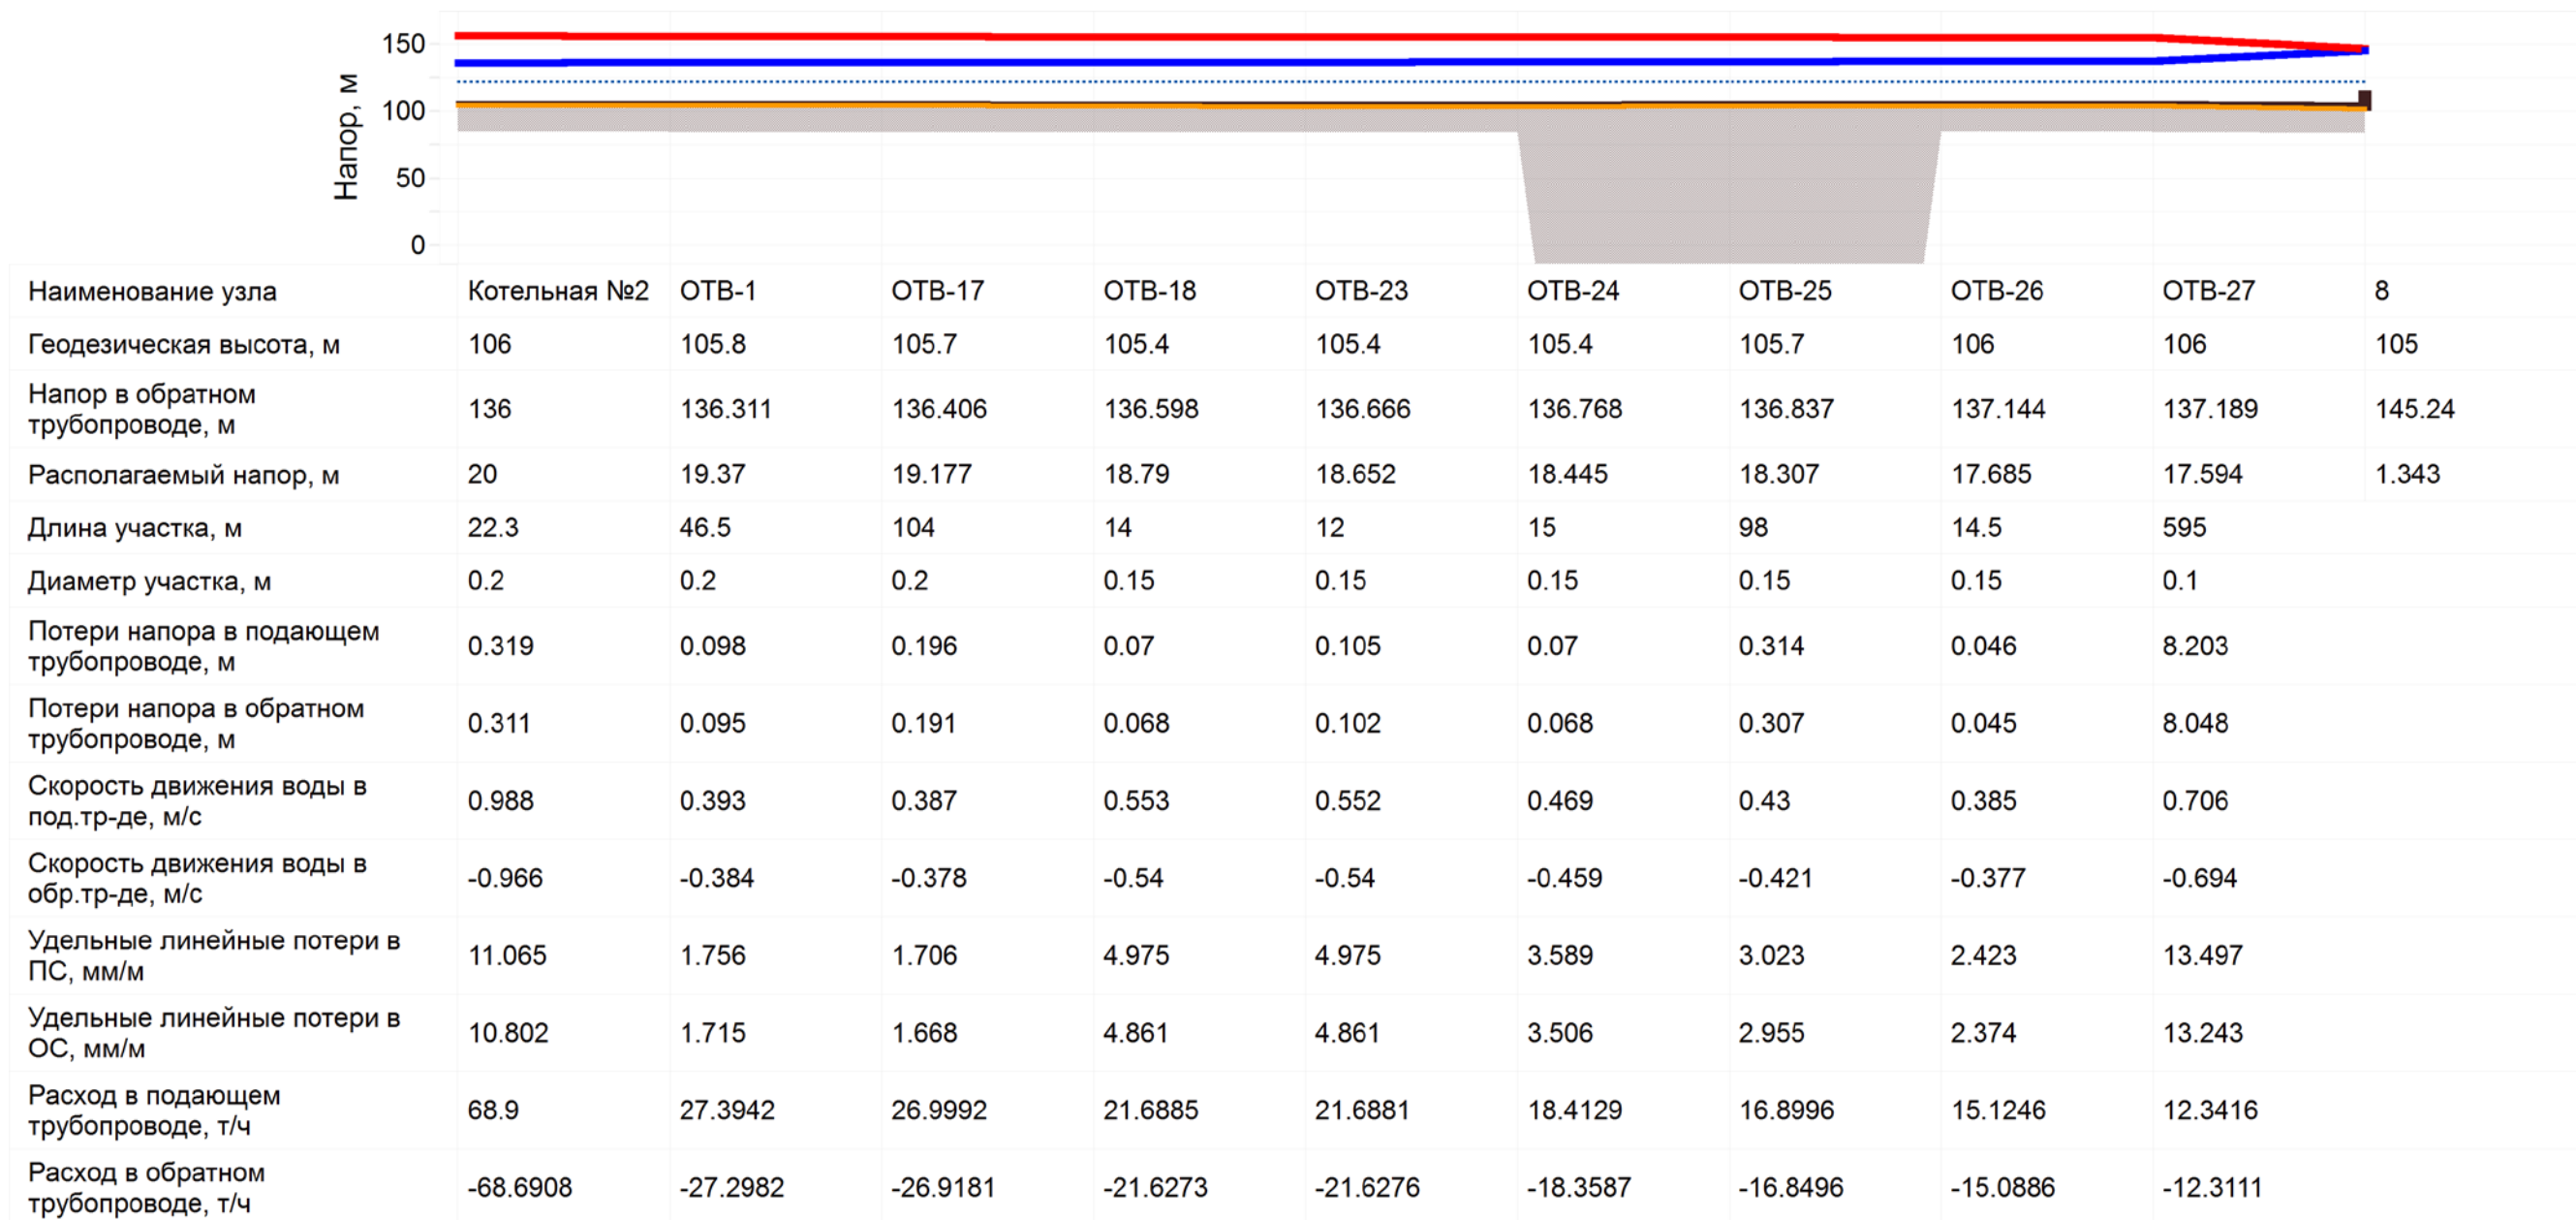 150
100
50
0
Напор, м
Наименование узла Котельная №2 ОТВ-1 ОТВ-17 ОТВ-18 ОТВ-23 ОТВ-24 ОТВ-25 ОТВ-26 ОТВ-27 8
Геодезическая высота, м 106 105.8 105.7 105.4 105.4 105.4 105.7 106 106 105
Напор в обратном
трубопроводе, м 136 136.311 136.406 136.598 136.666 136.768 136.837 137.144 137.189 145.24
Располагаемый напор, м 20 19.37 19.177 18.79 18.652 18.445 18.307 17.685 17.594 1.343
Длина участка, м 22.3 46.5 104 14 12 15 98 14.5 595
Диаметр участка, м 0.2 0.2 0.2 0.15 0.15 0.15 0.15 0.15 0.1
Потери напора в подающем
трубопроводе, м 0.319 0.098 0.196 0.07 0.105 0.07 0.314 0.046 8.203
Потери напора в обратном
трубопроводе, м 0.311 0.095 0.191 0.068 0.102 0.068 0.307 0.045 8.048
Скорость движения воды в
под.тр-де, м/с 0.988 0.393 0.387 0.553 0.552 0.469 0.43 0.385 0.706
Скорость движения воды в
обр.тр-де, м/с -0.966 -0.384 -0.378 -0.54 -0.54 -0.459 -0.421 -0.377 -0.694
Удельные линейные потери в
ПС, мм/м 11.065 1.756 1.706 4.975 4.975 3.589 3.023 2.423 13.497
Удельные линейные потери в
ОС, мм/м 10.802 1.715 1.668 4.861 4.861 3.506 2.955 2.374 13.243
Расход в подающем
трубопроводе, т/ч 68.9 27.3942 26.9992 21.6885 21.6881 18.4129 16.8996 15.1246 12.3416
Расход в обратном
трубопроводе, т/ч -68.6908 -27.2982 -26.9181 -21.6273 -21.6276 -18.3587 -16.8496 -15.0886 -12.3111